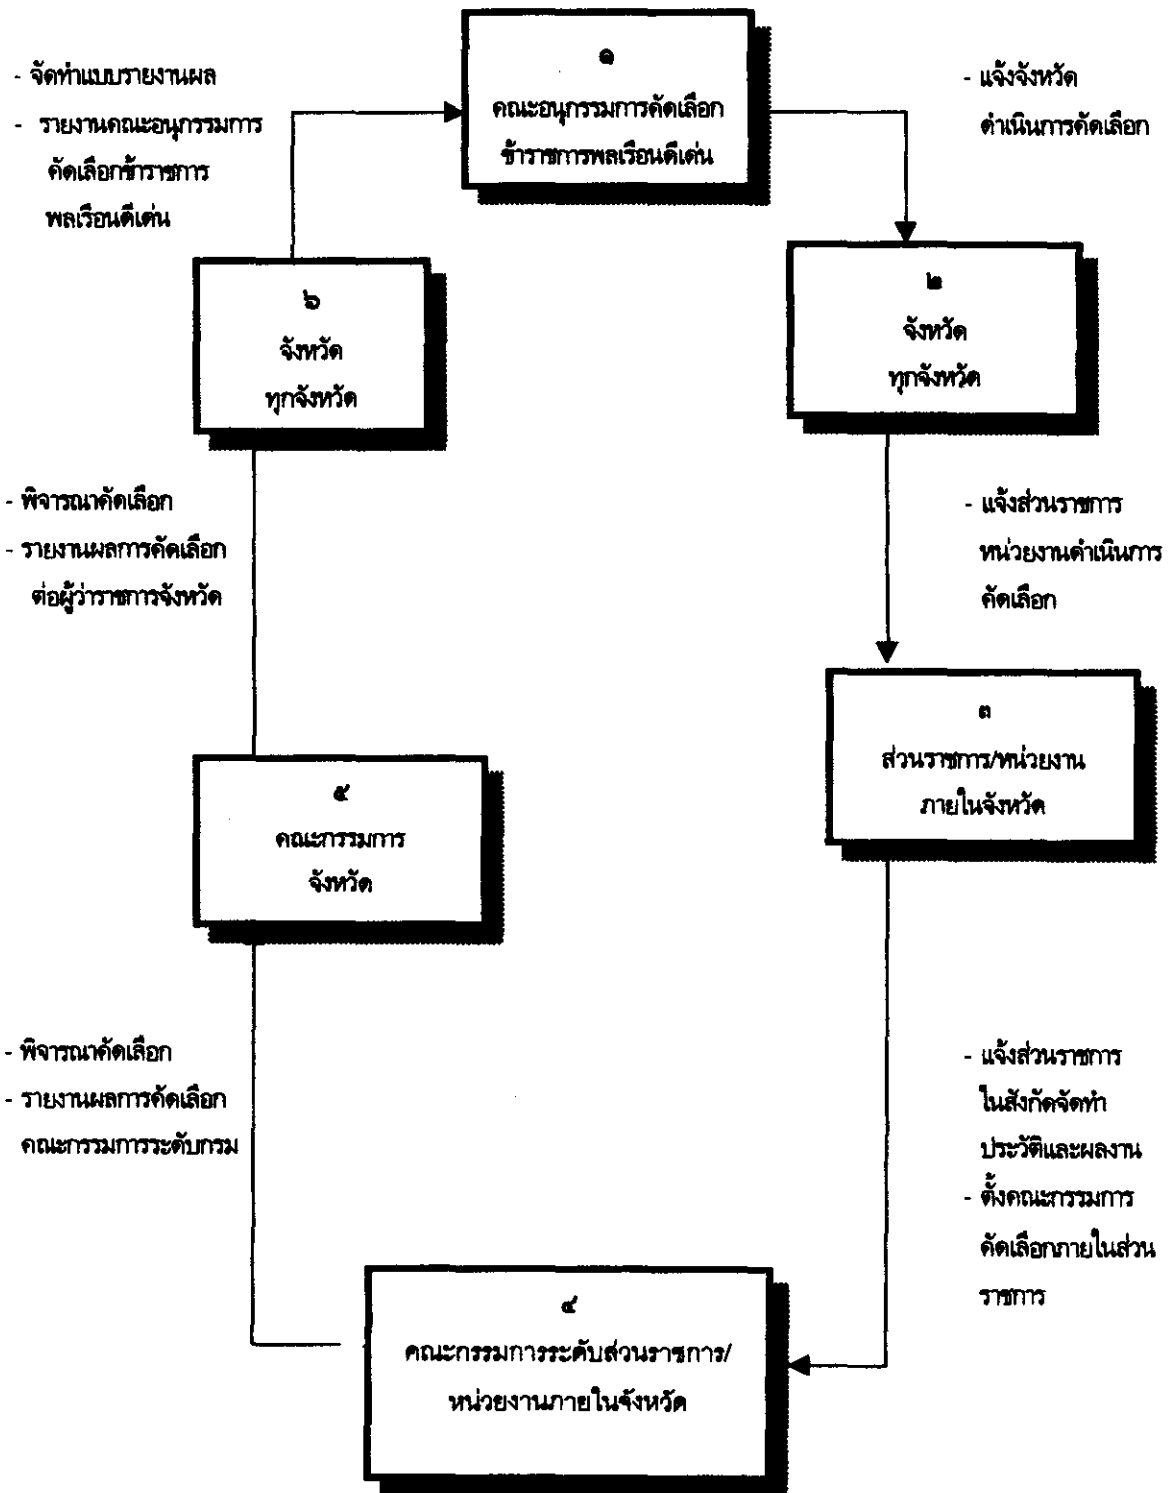 ๑
คณะอนุกรรมการคัดเลือก
ข้าราชการพลเรือนดีเด่น
- แจ้งจังหวัด
ดำเนินการคัดเลือก
๒
จังหวัด
ทุกจังหวัด
- แจ้งส่วนราชการ
หน่วยงานดำเนินการ
คัดเลือก
๓
ส่วนราชการ/หน่วยงาน
ภายในจังหวัด
- แจ้งส่วนราชการ
ในสังกัดจัดทำ
ประวัติและผลงาน
- ตั้งคณะกรรมการ
คัดเลือกภายในส่วน
ราชการ
๔
คณะกรรมการระดับส่วนราชการ/
หน่วยงานภายในจังหวัด
- พิจารณาคัดเลือก
- รายงานผลการคัดเลือก
คณะกรรมการระดับกรม
๕
คณะกรรมการ
จังหวัด
- พิจารณาคัดเลือก
- รายงานผลการคัดเลือก
ต่อผู้ว่าราชการจังหวัด
๖
จังหวัด
ทุกจังหวัด
- จัดทำแบบรายงานผล
- รายงานคณะอนุกรรมการ
คัดเลือกข้าราชการ
พลเรือนดีเด่น